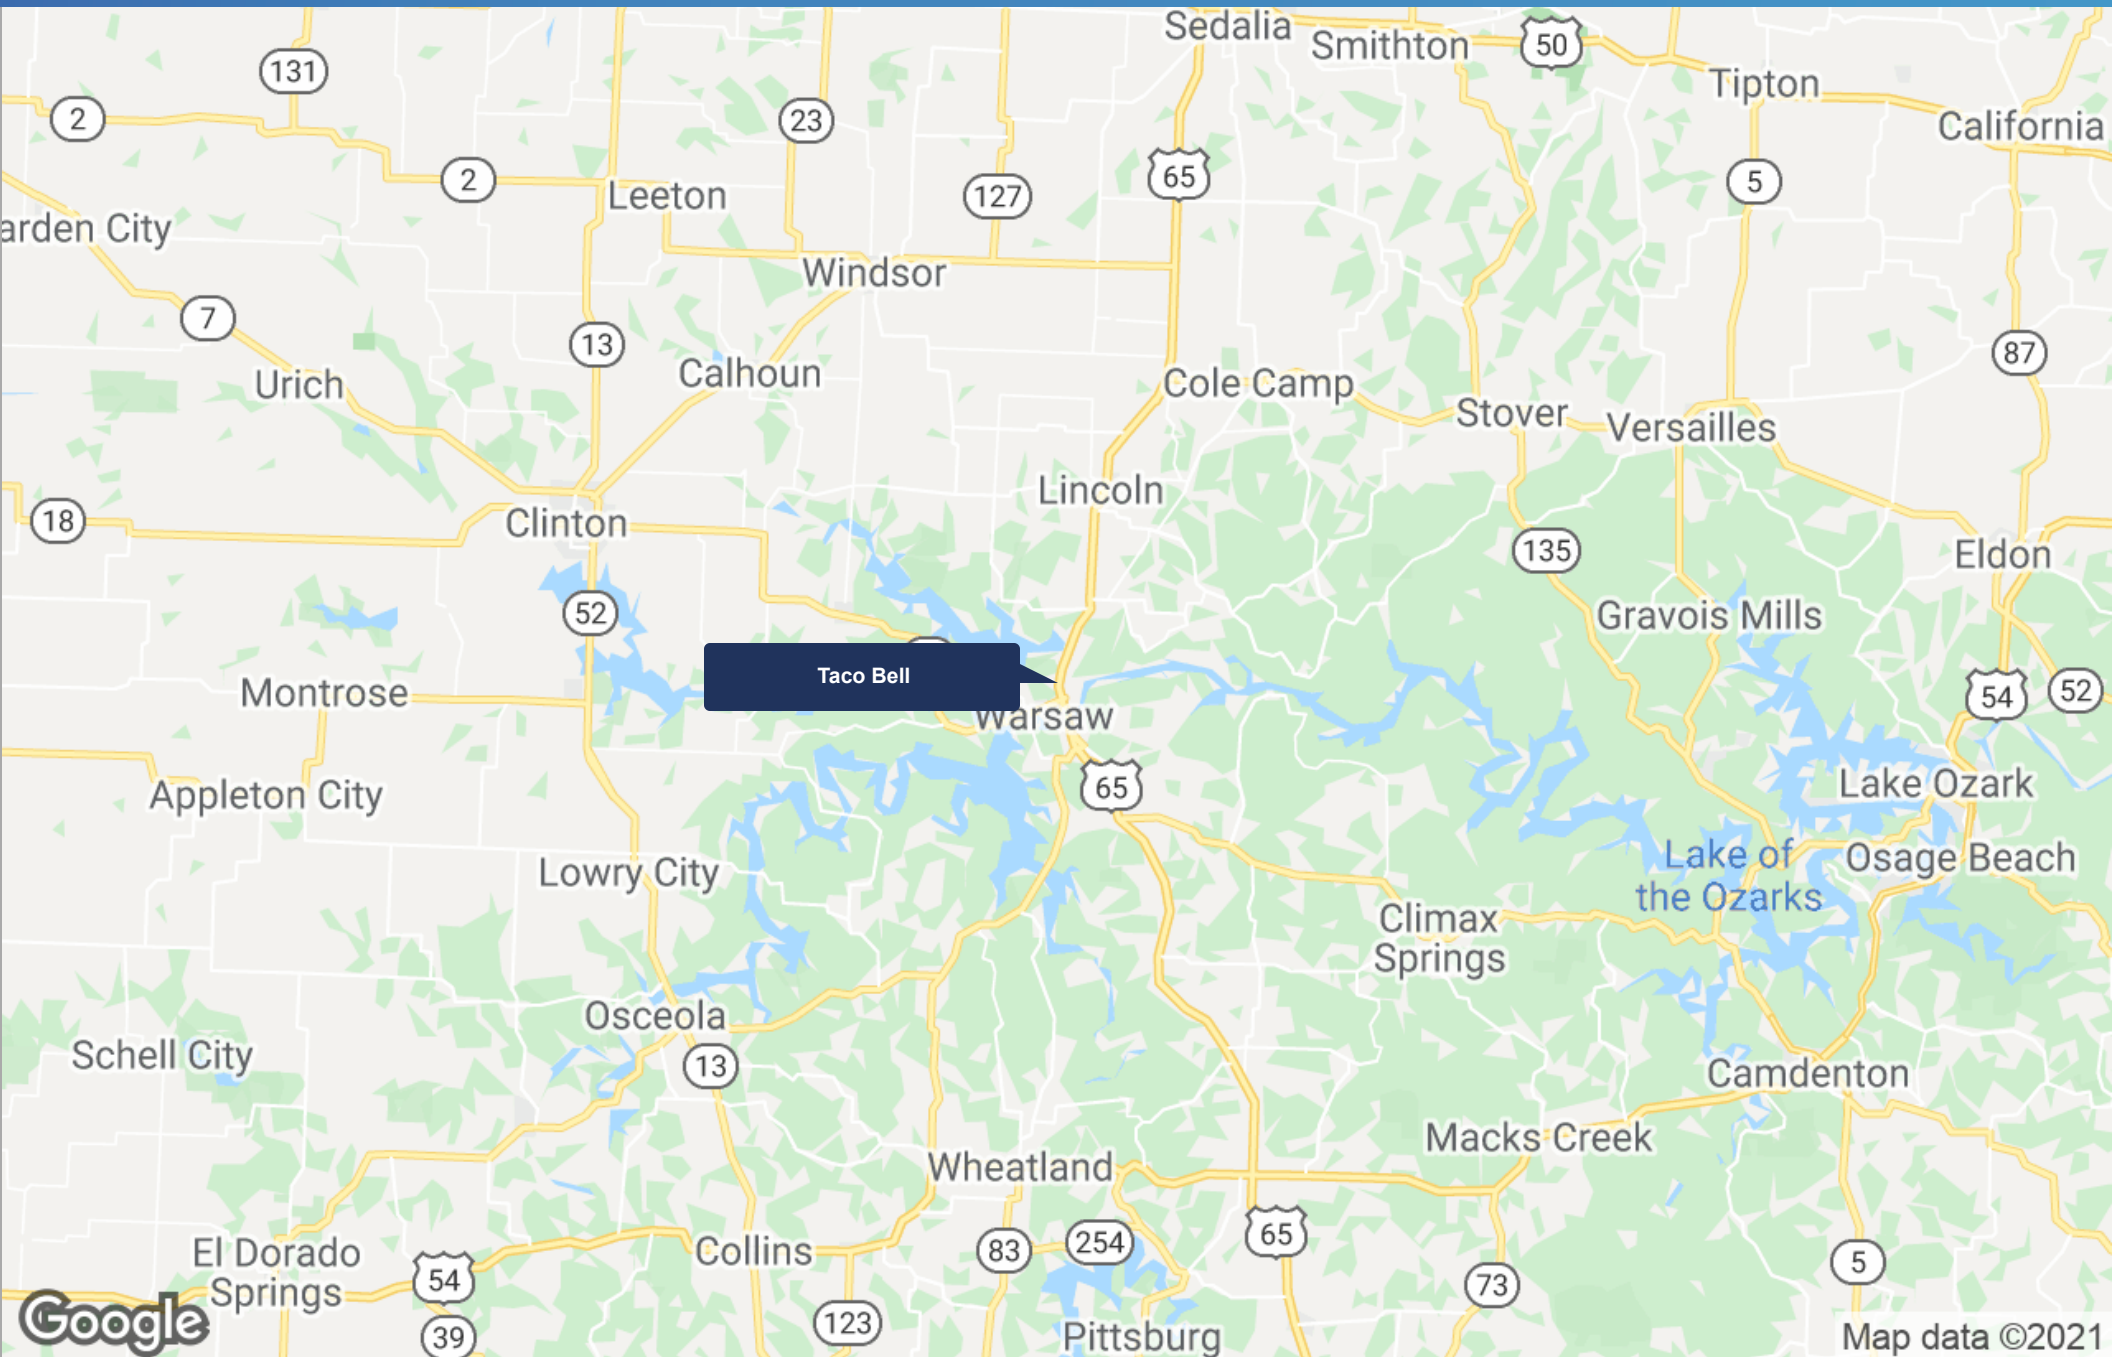 Sedalia
Smithton
50
Tipton
131
2
23
California
2
Leeton
127
65
5
arden City
Windsor
7
13
Calhoun
Cole Camp
87
Urich
Stover
Versailles
Lincoln
18
Clinton
135
Eldon
52
Gravois Mills
Taco Bell
Montrose
54
52
Warsaw
65
Lake Ozark
Appleton City
Lowry City
Lake of
the Ozarks
Osage Beach
Climax
Springs
Osceola
Schell City
13
Camdenton
Macks Creek
Wheatland
El Dorado
Springs
54
Collins
83
254
65
5
73
Google
39
123
Pittsburg
Map data ©2021